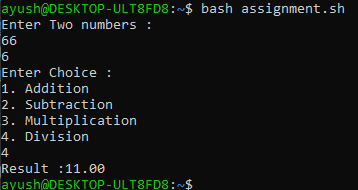 ayush@DESKTOP-ULT8FD8:~$ bash assignment.sh
Enter Two numbers :
66
6
Enter Choice :
1. Addition
2. Subtraction
3. Multiplication
4. Division
4
Result :11.00
ayush@DESKTOP-ULT8FD8:~$